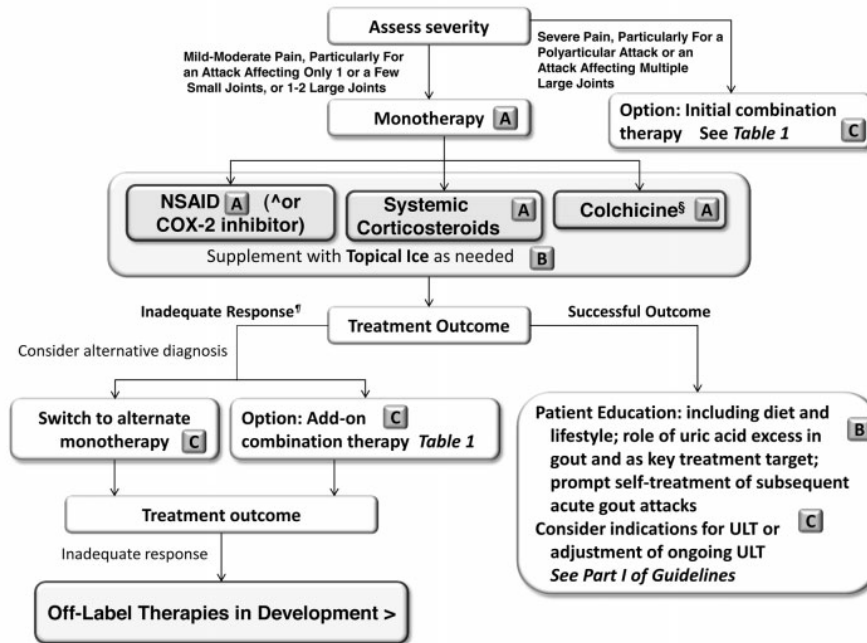 Assess severity
Mild-Moderate Pain, Particularly For
an Attack Affecting Only 1 or a Few
Small Joints, or 1-2 Large Joints
Severe Pain, Particularly For a
Polyarticular Attack or an
Attack Affecting Multiple
Large Joints
Monotherapy A
Option: Initial combination
therapy See Table 1 C
NSAID A (^or
COX-2 inhibitor)
Systemic
Corticosteroids A
Colchicine§ A
Supplement with Topical Ice as needed B
Inadequate Response¶
Treatment Outcome
Successful Outcome
Consider alternative diagnosis
Switch to alternate
monotherapy C
Option: Add-on C
combination therapy Table 1
Patient Education: including diet and
lifestyle; role of uric acid excess in B
gout and as key treatment target;
prompt self-treatment of subsequent
acute gout attacks
Consider indications for ULT or C
adjustment of ongoing ULT
See Part I of Guidelines
Treatment outcome
Inadequate response
Off-Label Therapies in Development >